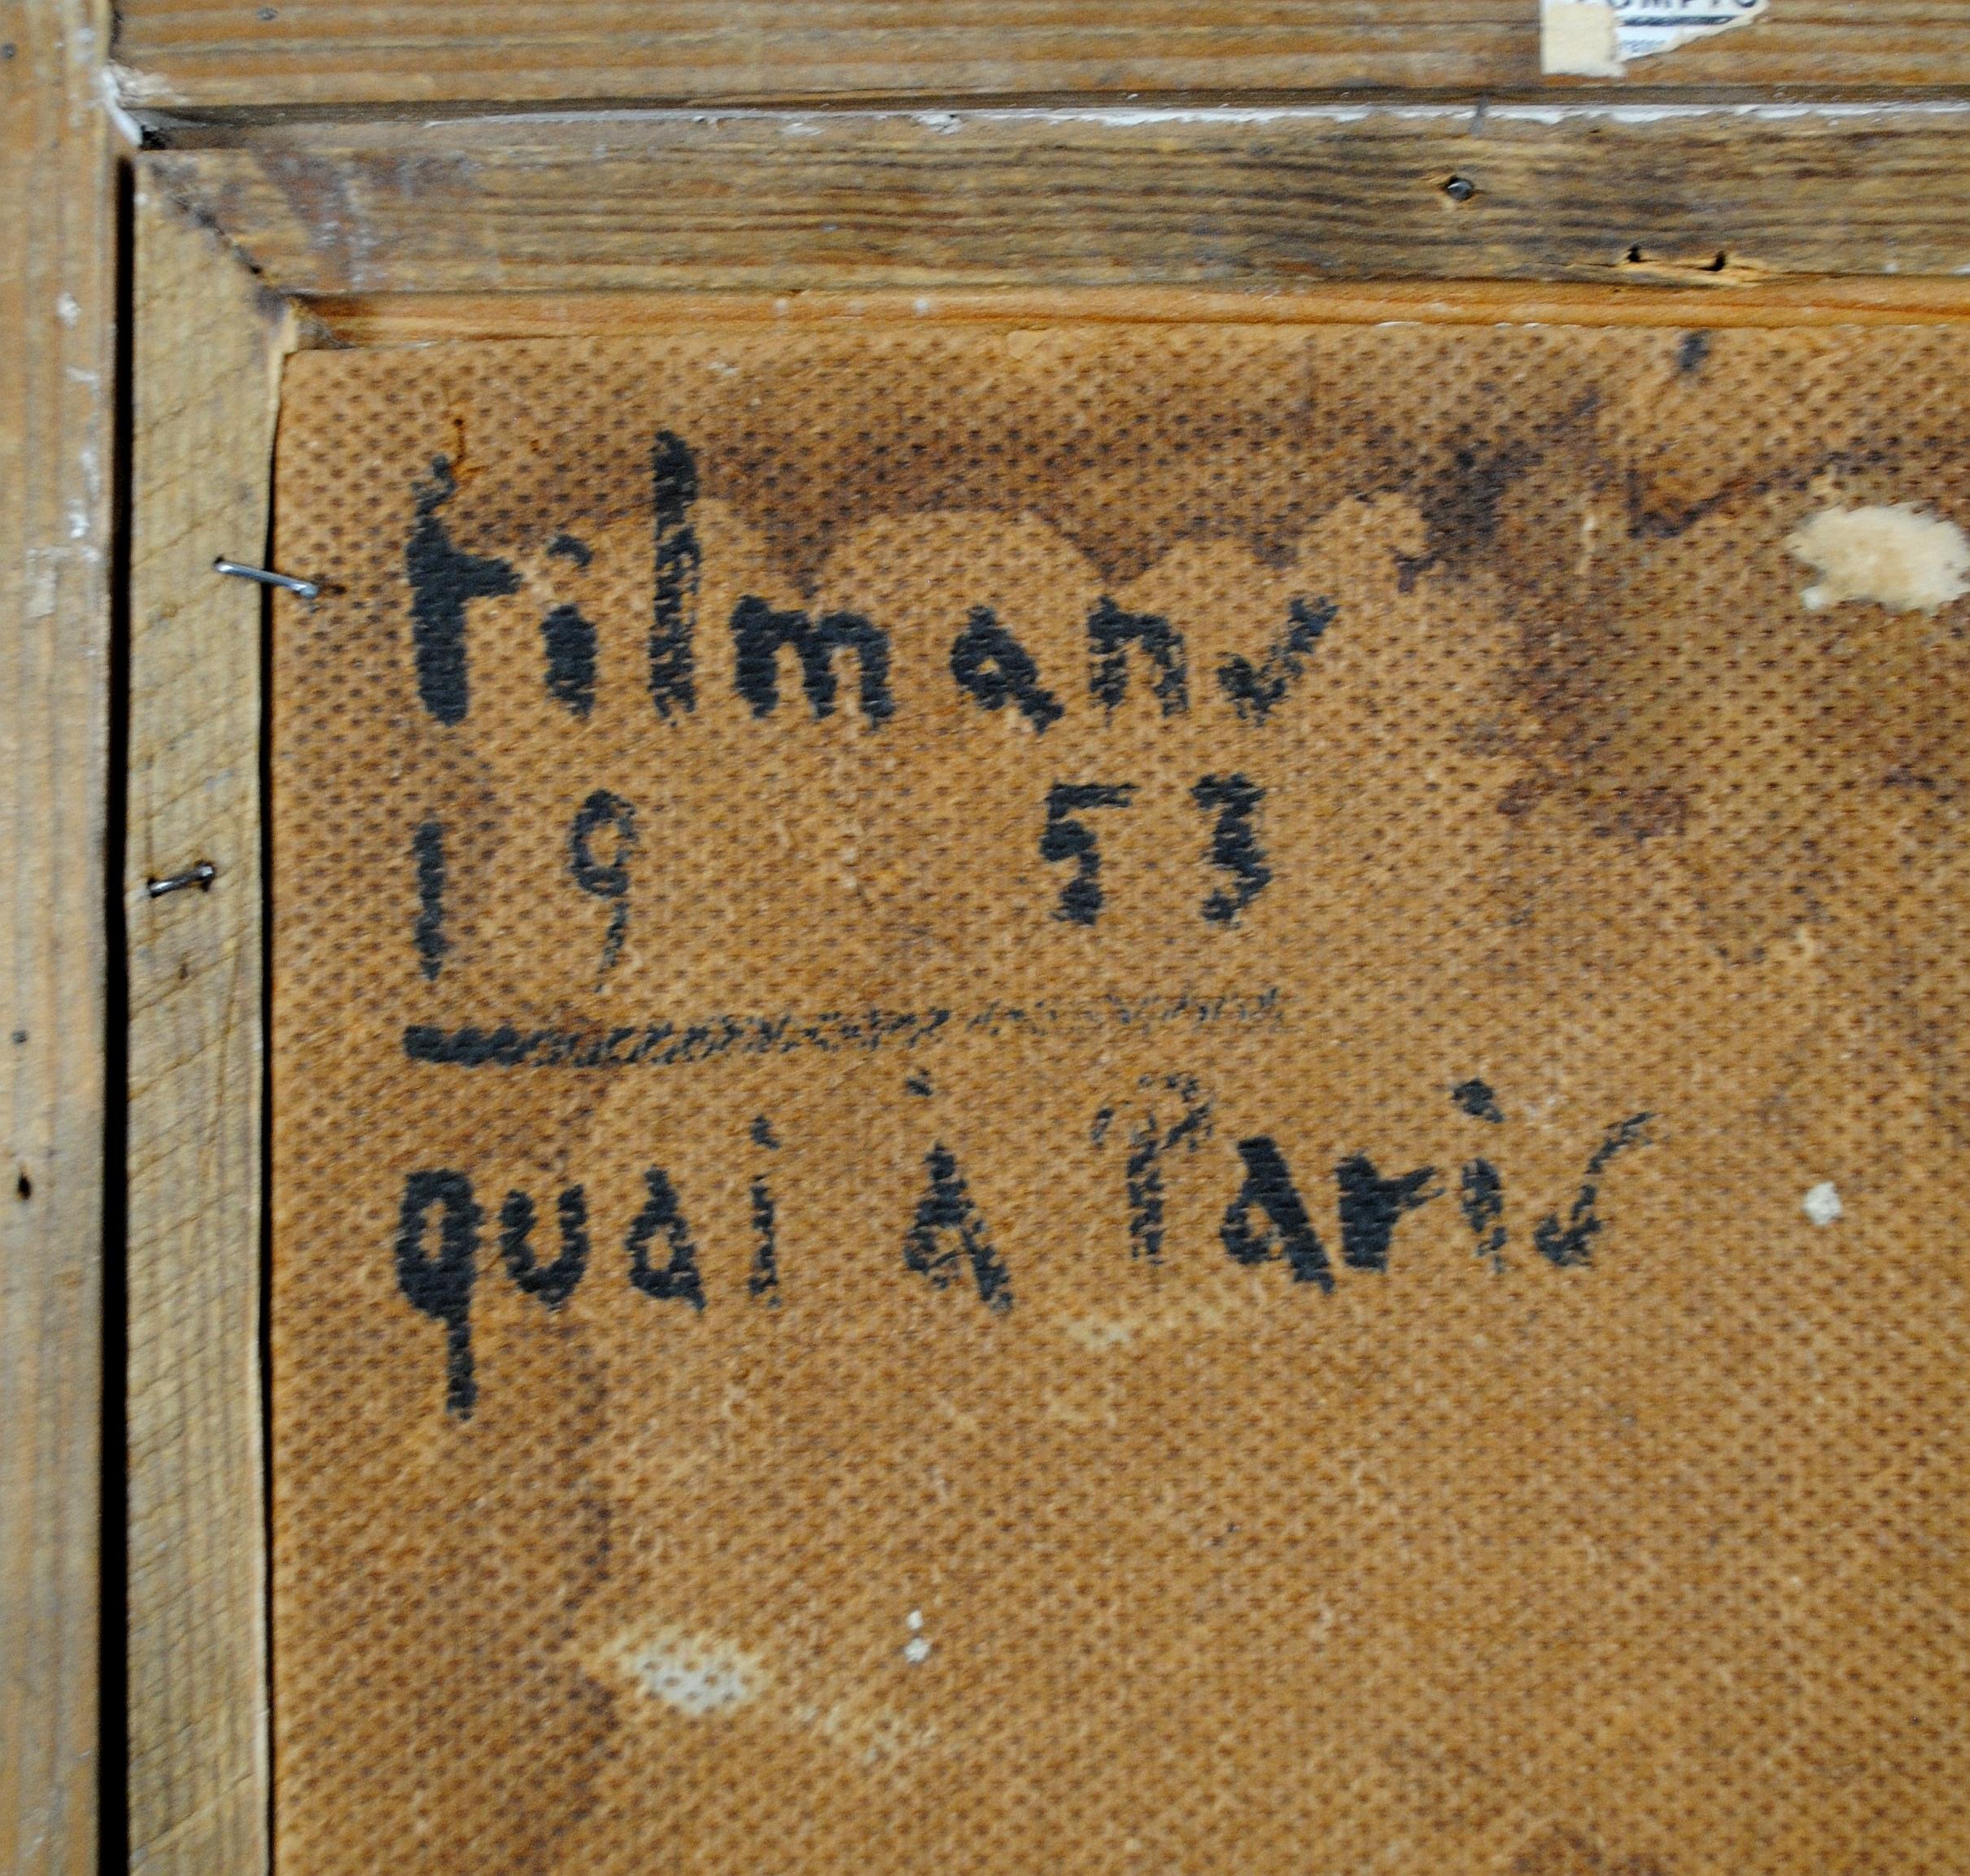 tilmans
19 53
quai à Paris